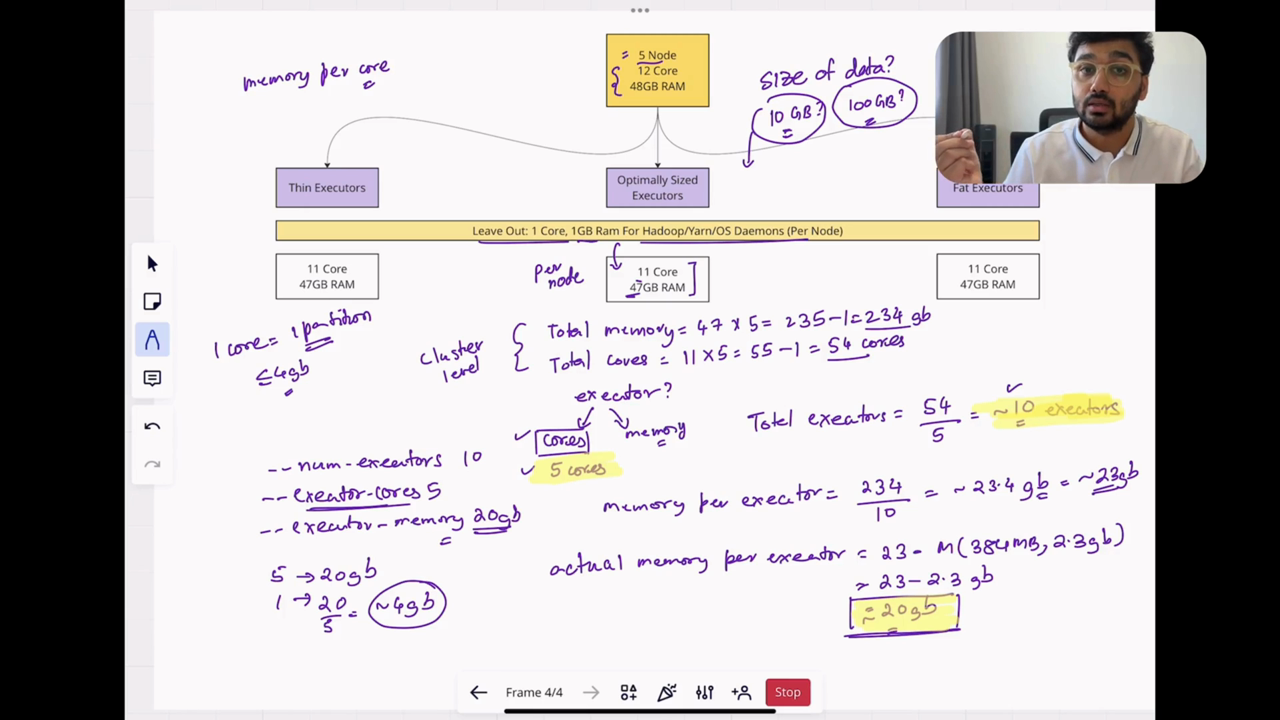 memory per core
= 5 Node
12 Core
48GB RAM
size of data?
10 GB?
100GB?
Thin Executors
Optimally Sized
Executors
Fat Executors
Leave Out: 1 Core, 1GB Ram For Hadoop/Yarn/OS Daemons (Per Node)
11 Core
47GB RAM
Per node
11 Core
47GB RAM
11 Core
47GB RAM
1 core = 1 partition
≤4gb
Cluster level
Total memory = 47 x 5 = 235-1 = 234 gb
Total cores = 11 x 5 = 55-1 = 54 cores
executor?
cores
memory
5 cores
Total executors = 54/5 = ~10 executors
--num-executors 10
--executor-cores 5
--executor-memory 20gb
memory per executor = 234/10 = ~23.4 gb = ~23gb
5 → 20gb
1 → 20/5 = ~4gb
actual memory per executor = 23 - M(384MB, 2.3gb)
~ 23-2.3 gb
≈ 20gb
Frame 4/4
Stop